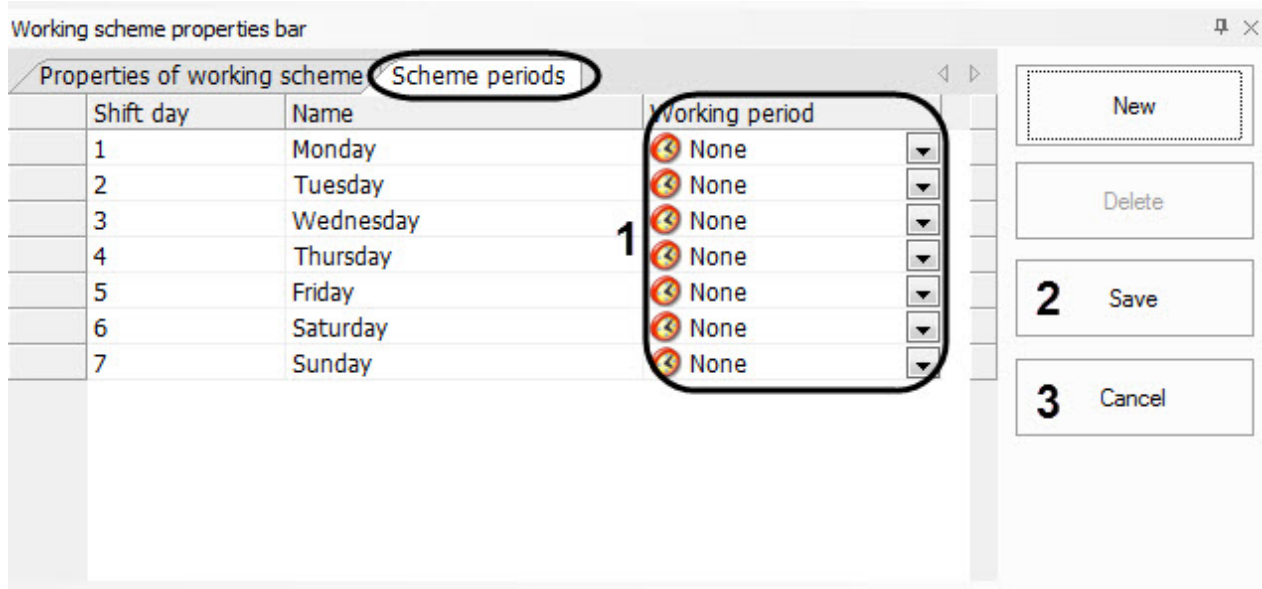 Working scheme properties bar
Properties of working scheme Scheme periods
Shift day Name Working period
1 Monday None
2 Tuesday None
3 Wednesday None
4 Thursday None
5 Friday None
6 Saturday None
7 Sunday None
1
New
Delete
2 Save
3 Cancel